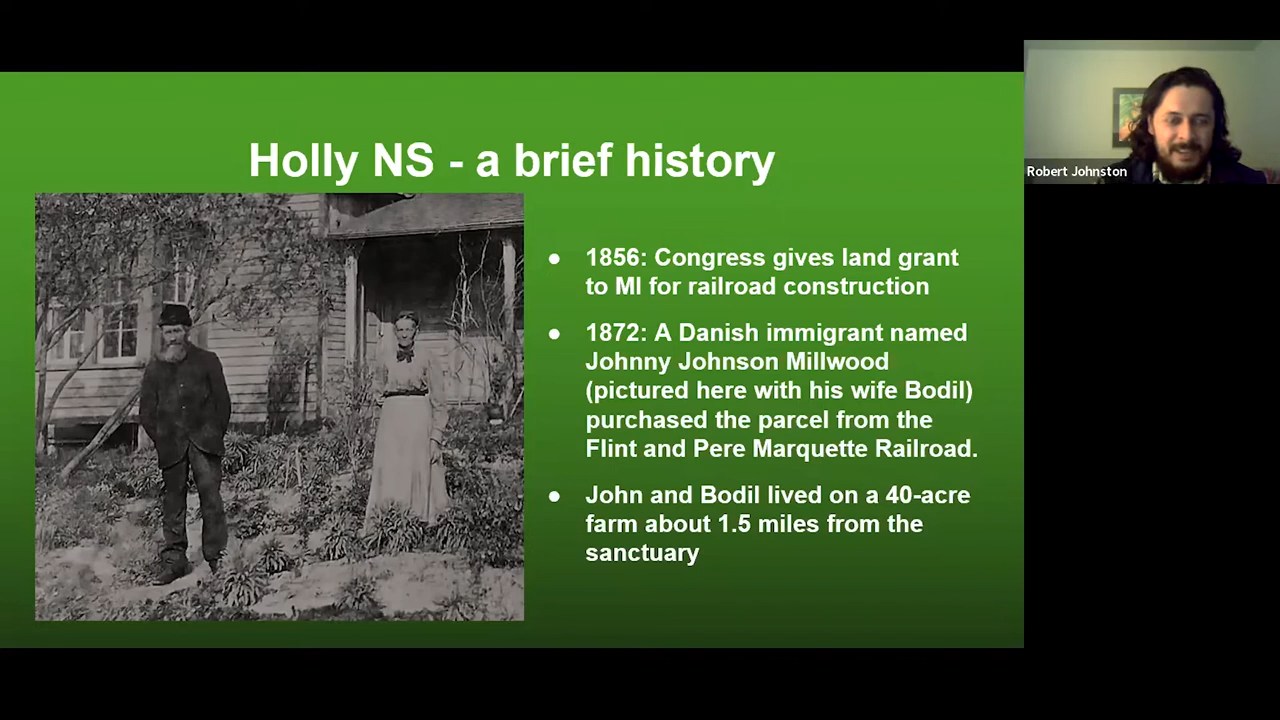 Holly NS - a brief history
● 1856: Congress gives land grant
to MI for railroad construction
● 1872: A Danish immigrant named
Johnny Johnson Millwood
(pictured here with his wife Bodil)
purchased the parcel from the
Flint and Pere Marquette Railroad.
● John and Bodil lived on a 40-acre
farm about 1.5 miles from the
sanctuary
Robert Johnston